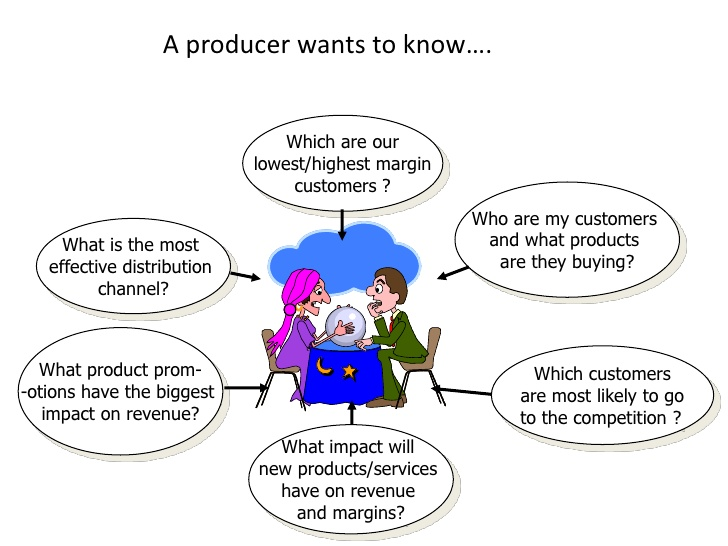 A producer wants to know….
Which are our
lowest/highest margin
customers ?
Who are my customers
and what products
are they buying?
What is the most
effective distribution
channel?
What product prom-
-otions have the biggest
impact on revenue?
Which customers
are most likely to go
to the competition ?
What impact will
new products/services
have on revenue
and margins?